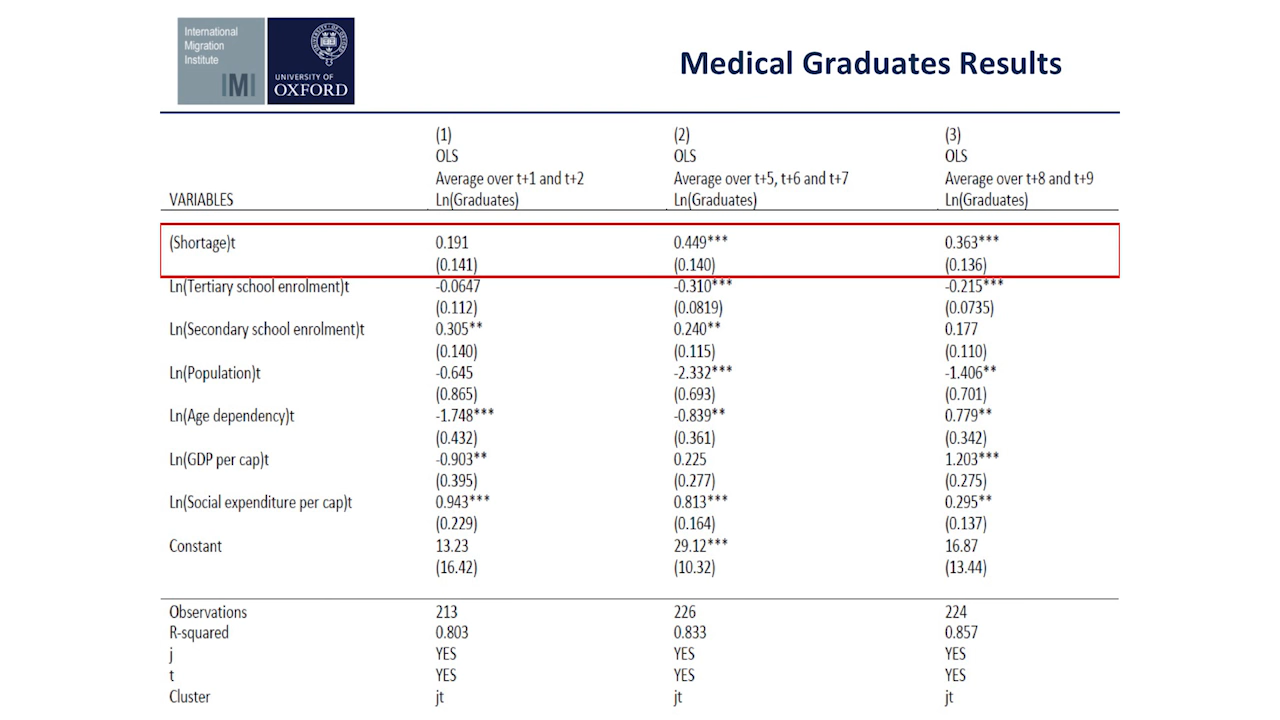 International
Migration
Institute
IMI
UNIVERSITY OF
OXFORD
Medical Graduates Results
(1) (2) (3)
OLS OLS OLS
Average over t+1 and t+2 Average over t+5, t+6 and t+7 Average over t+8 and t+9
VARIABLES Ln(Graduates) Ln(Graduates) Ln(Graduates)
(Shortage)t 0.191 0.449*** 0.363***
(0.141) (0.140) (0.136)
Ln(Tertiary school enrolment)t -0.0647 -0.310*** -0.215***
(0.112) (0.0819) (0.0735)
Ln(Secondary school enrolment)t 0.305** 0.240** 0.177
(0.140) (0.115) (0.110)
Ln(Population)t -0.645 -2.332*** -1.406**
(0.865) (0.693) (0.701)
Ln(Age dependency)t -1.748*** -0.839** 0.779**
(0.432) (0.361) (0.342)
Ln(GDP per cap)t -0.903** 0.225 1.203***
(0.395) (0.277) (0.275)
Ln(Social expenditure per cap)t 0.943*** 0.813*** 0.295**
(0.229) (0.164) (0.137)
Constant 13.23 29.12*** 16.87
(16.42) (10.32) (13.44)
Observations 213 226 224
R-squared 0.803 0.833 0.857
j YES YES YES
t YES YES YES
Cluster jt jt jt